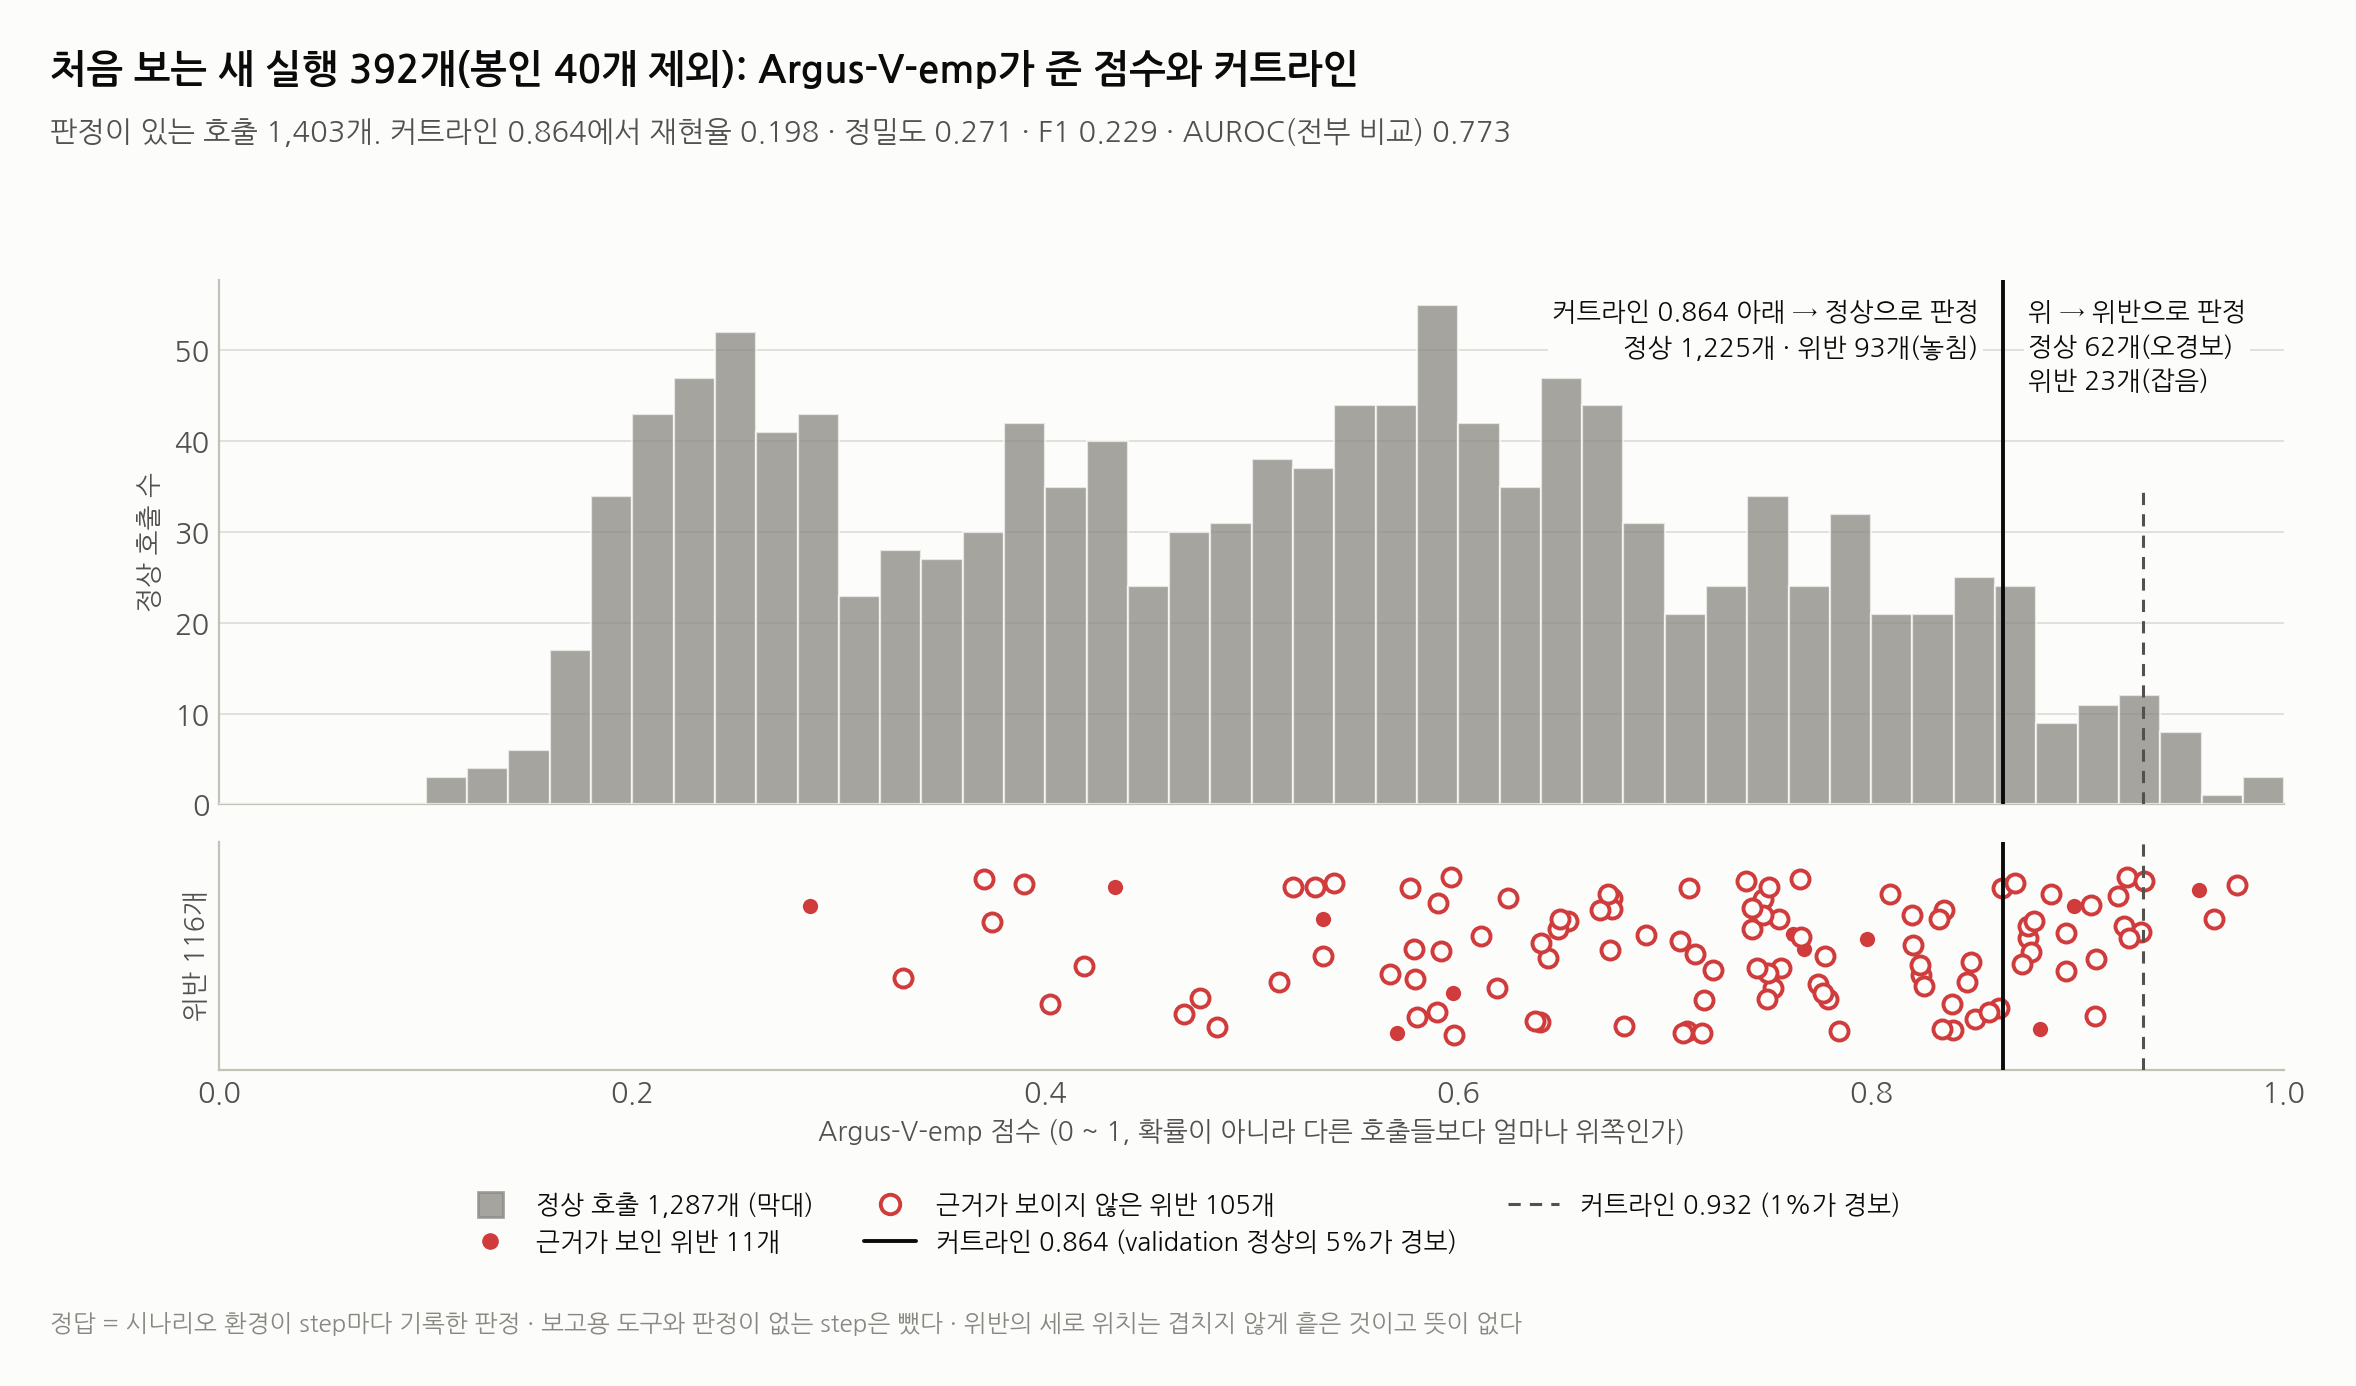 처음 보는 새 실행 392개(봉인 40개 제외): Argus-V-emp가 준 점수와 커트라인
판정이 있는 호출 1,403개. 커트라인 0.864에서 재현율 0.198 · 정밀도 0.271 · F1 0.229 · AUROC(전부 비교) 0.773
커트라인 0.864 아래 → 정상으로 판정
정상 1,225개 · 위반 93개(놓침)
위 → 위반으로 판정
정상 62개(오경보)
위반 23개(잡음)
정상 호출 수
50
40
30
20
10
0
위반 116개
0.0
0.2
0.4
0.6
0.8
1.0
Argus-V-emp 점수 (0 ~ 1, 확률이 아니라 다른 호출들보다 얼마나 위쪽인가)
정상 호출 1,287개 (막대)
근거가 보인 위반 11개
근거가 보이지 않은 위반 105개
커트라인 0.864 (validation 정상의 5%가 경보)
커트라인 0.932 (1%가 경보)
정답 = 시나리오 환경이 step마다 기록한 판정 · 보고용 도구와 판정이 없는 step은 뺐다 · 위반의 세로 위치는 겹치지 않게 흩은 것이고 뜻이 없다